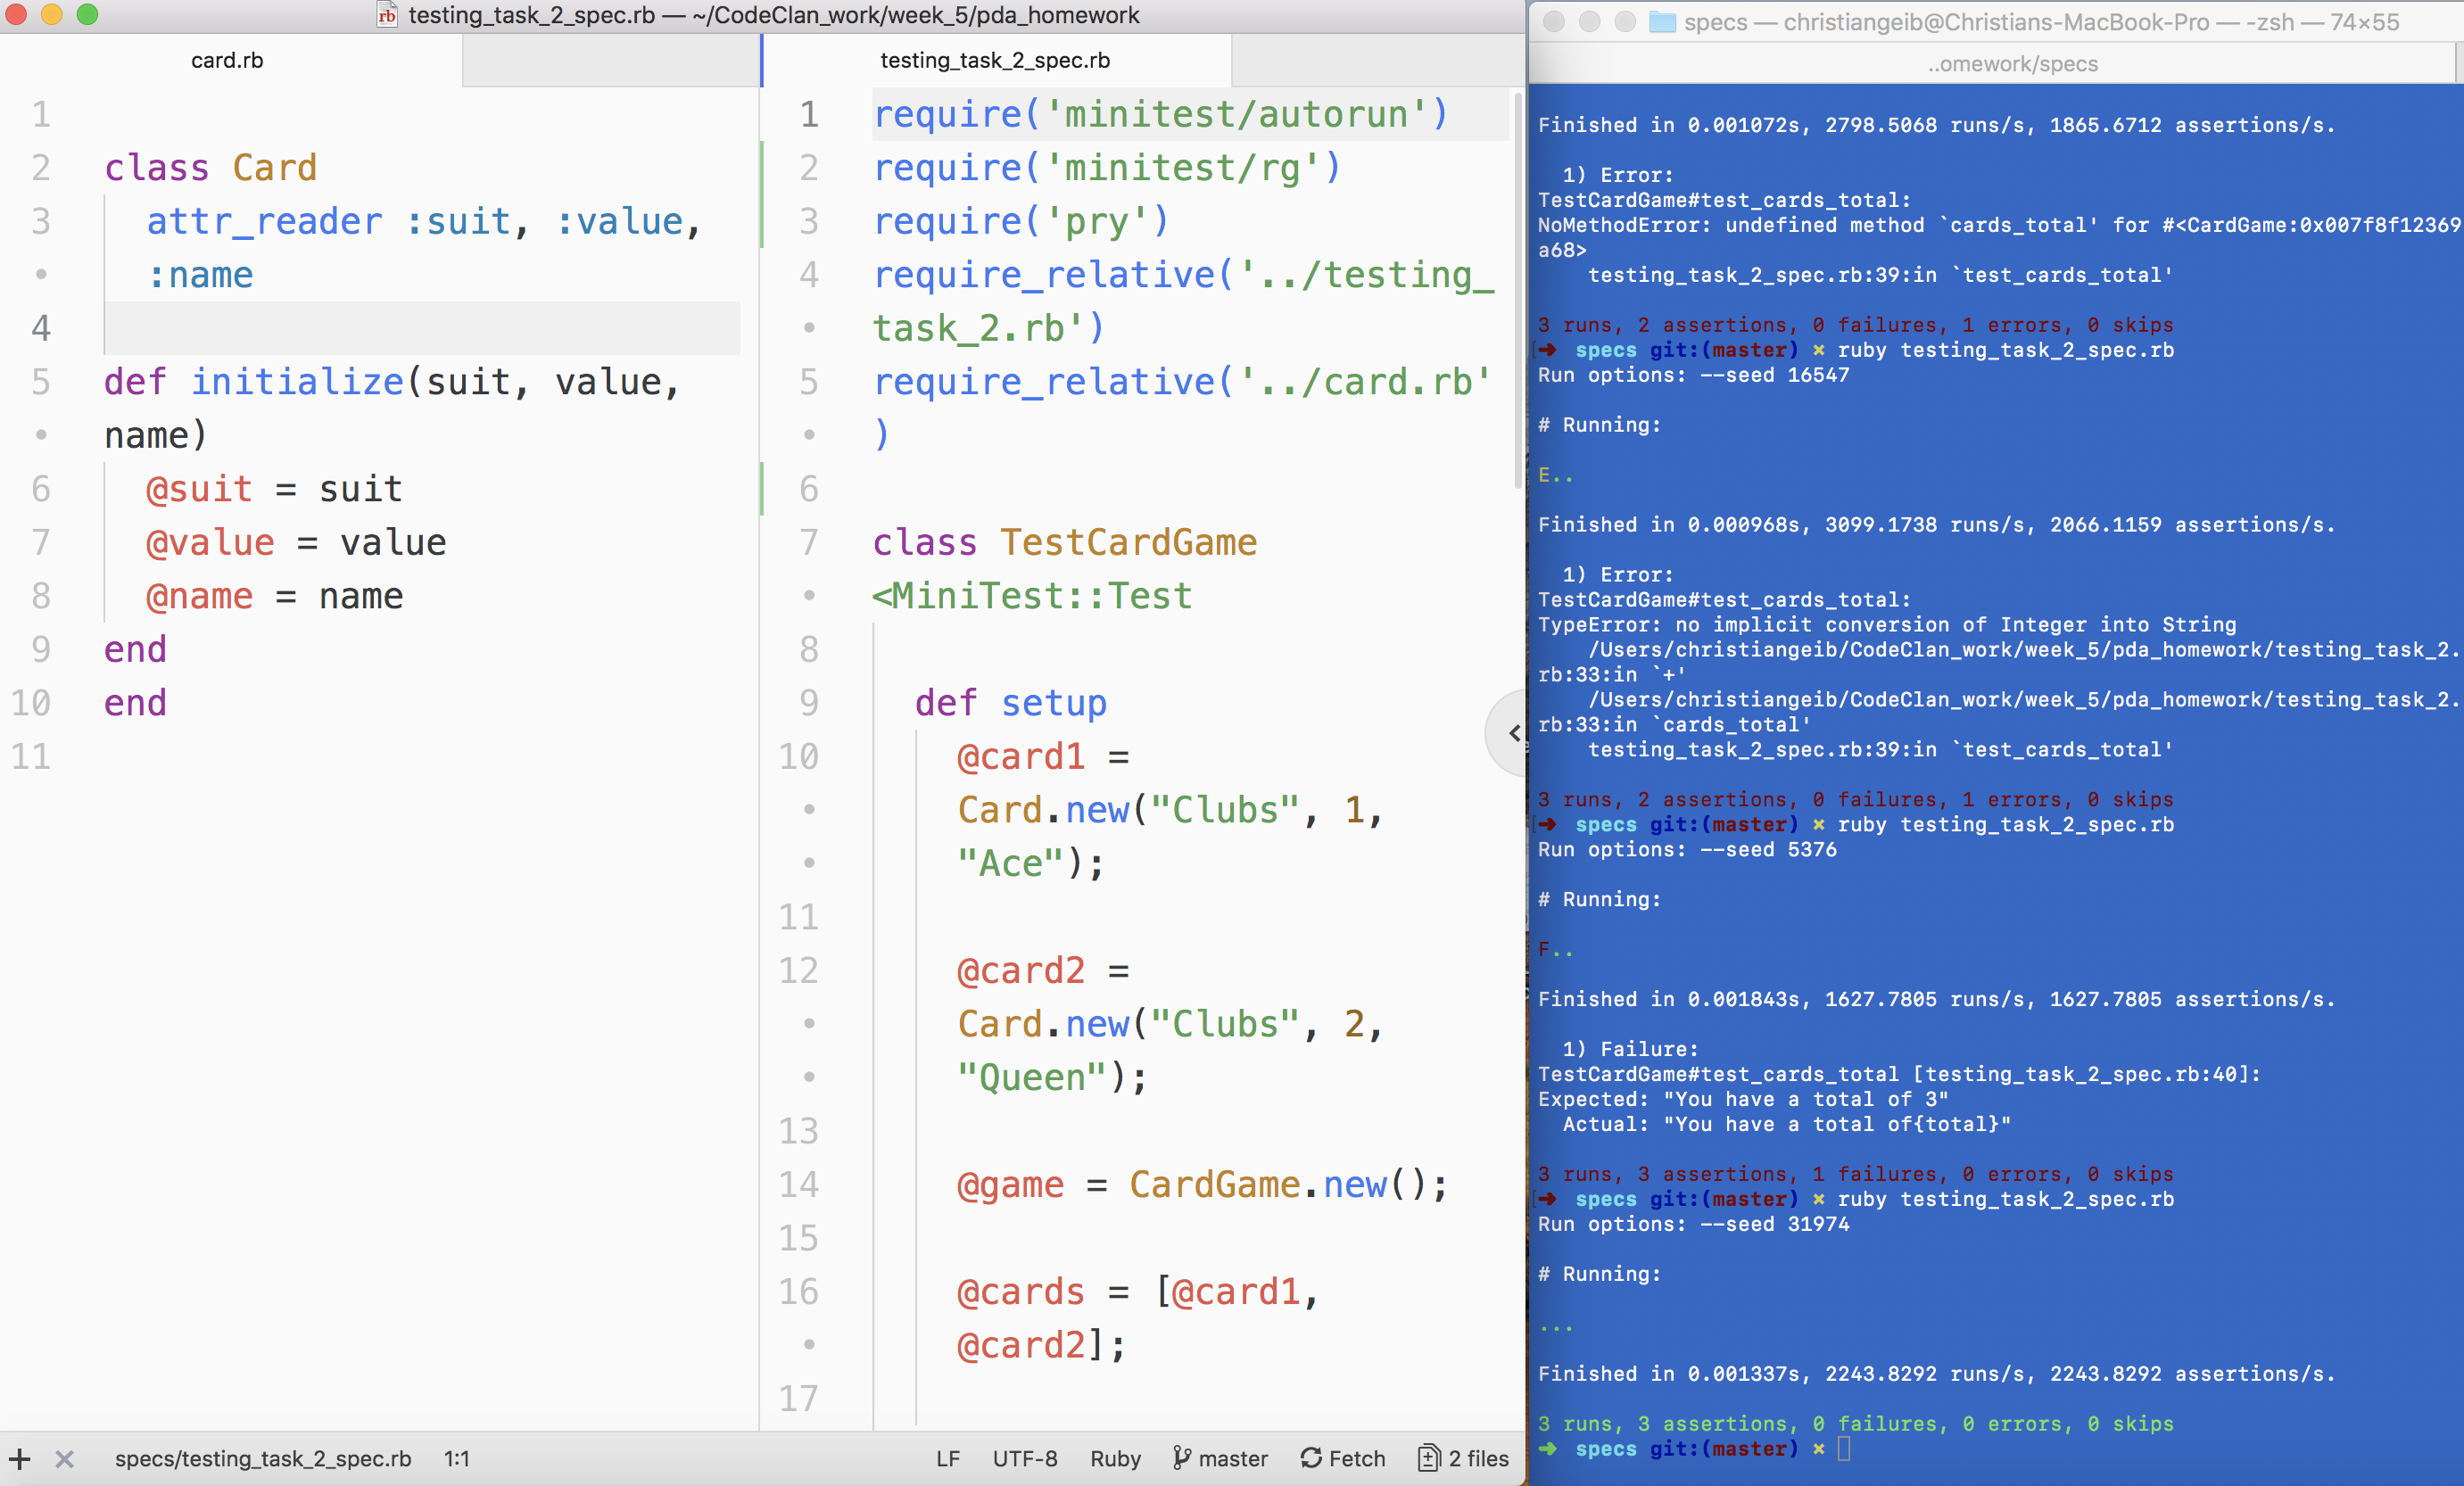 testing_task_2_spec.rb — ~/CodeClan_work/week_5/pda_homework
card.rb
1
2 class Card
3 attr_reader :suit, :value,
• :name
4
5 def initialize(suit, value,
• name)
6 @suit = suit
7 @value = value
8 @name = name
9 end
10 end
11
testing_task_2_spec.rb
1 require('minitest/autorun')
2 require('minitest/rg')
3 require('pry')
4 require_relative('../testing_
• task_2.rb')
5 require_relative('../card.rb'
• )
6
7 class TestCardGame
• <MiniTest::Test
8
9 def setup
10 @card1 =
• Card.new("Clubs", 1,
• "Ace");
11
12 @card2 =
• Card.new("Clubs", 2,
• "Queen");
13
14 @game = CardGame.new();
15
16 @cards = [@card1,
• @card2];
17
specs/testing_task_2_spec.rb 1:1 LF UTF-8 Ruby master Fetch 2 files
specs — christiangeib@Christians-MacBook-Pro — -zsh — 74×55
..omework/specs
Finished in 0.001072s, 2798.5068 runs/s, 1865.6712 assertions/s.
1) Error:
TestCardGame#test_cards_total:
NoMethodError: undefined method `cards_total' for #<CardGame:0x007f8f12369
a68>
testing_task_2_spec.rb:39:in `test_cards_total'
3 runs, 2 assertions, 0 failures, 1 errors, 0 skips
➜ specs git:(master) × ruby testing_task_2_spec.rb
Run options: --seed 16547
# Running:
E..
Finished in 0.000968s, 3099.1738 runs/s, 2066.1159 assertions/s.
1) Error:
TestCardGame#test_cards_total:
TypeError: no implicit conversion of Integer into String
/Users/christiangeib/CodeClan_work/week_5/pda_homework/testing_task_2.
rb:33:in `+'
/Users/christiangeib/CodeClan_work/week_5/pda_homework/testing_task_2.
rb:33:in `cards_total'
testing_task_2_spec.rb:39:in `test_cards_total'
3 runs, 2 assertions, 0 failures, 1 errors, 0 skips
➜ specs git:(master) × ruby testing_task_2_spec.rb
Run options: --seed 5376
# Running:
F..
Finished in 0.001843s, 1627.7805 runs/s, 1627.7805 assertions/s.
1) Failure:
TestCardGame#test_cards_total [testing_task_2_spec.rb:40]:
Expected: "You have a total of 3"
Actual: "You have a total of{total}"
3 runs, 3 assertions, 1 failures, 0 errors, 0 skips
➜ specs git:(master) × ruby testing_task_2_spec.rb
Run options: --seed 31974
# Running:
...
Finished in 0.001337s, 2243.8292 runs/s, 2243.8292 assertions/s.
3 runs, 3 assertions, 0 failures, 0 errors, 0 skips
➜ specs git:(master) ×